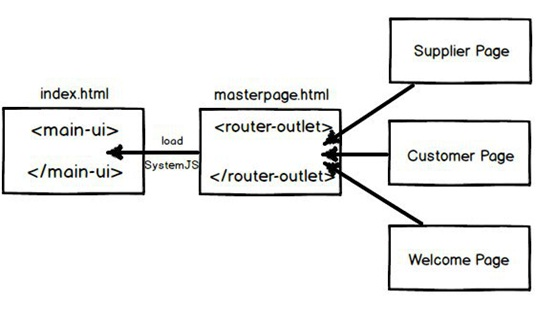 index.html
<main-ui>
</main-ui>
load
SystemJS
masterpage.html
<router-outlet>
</router-outlet>
Supplier Page
Customer Page
Welcome Page